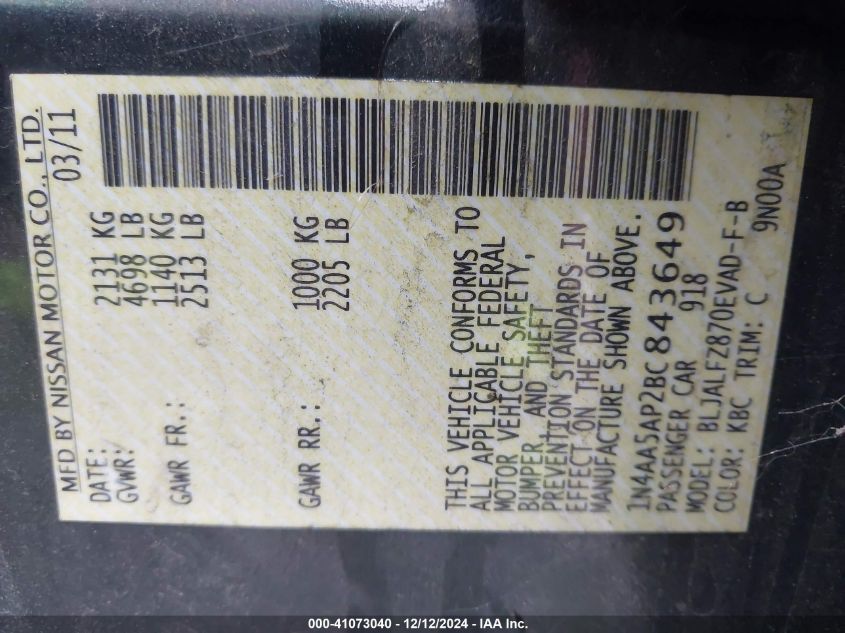 MFD BY NISSAN MOTOR CO., LTD.
DATE: 03/11
GVWR: 2131 KG
4698 LB
GAWR FR.: 1140 KG
2513 LB
GAWR RR.: 1000 KG
2205 LB
THIS VEHICLE CONFORMS TO
ALL APPLICABLE FEDERAL
MOTOR VEHICLE SAFETY,
BUMPER, AND THEFT
PREVENTION STANDARDS IN
EFFECT ON THE DATE OF
MANUFACTURE SHOWN ABOVE.
1N4AA5AP2BC843649
PASSENGER CAR 918
MODEL: BLJALFZ870EVAD-F-B
COLOR: KBC TRIM: C 9N00A
000-41073040 - 12/12/2024 - IAA Inc.